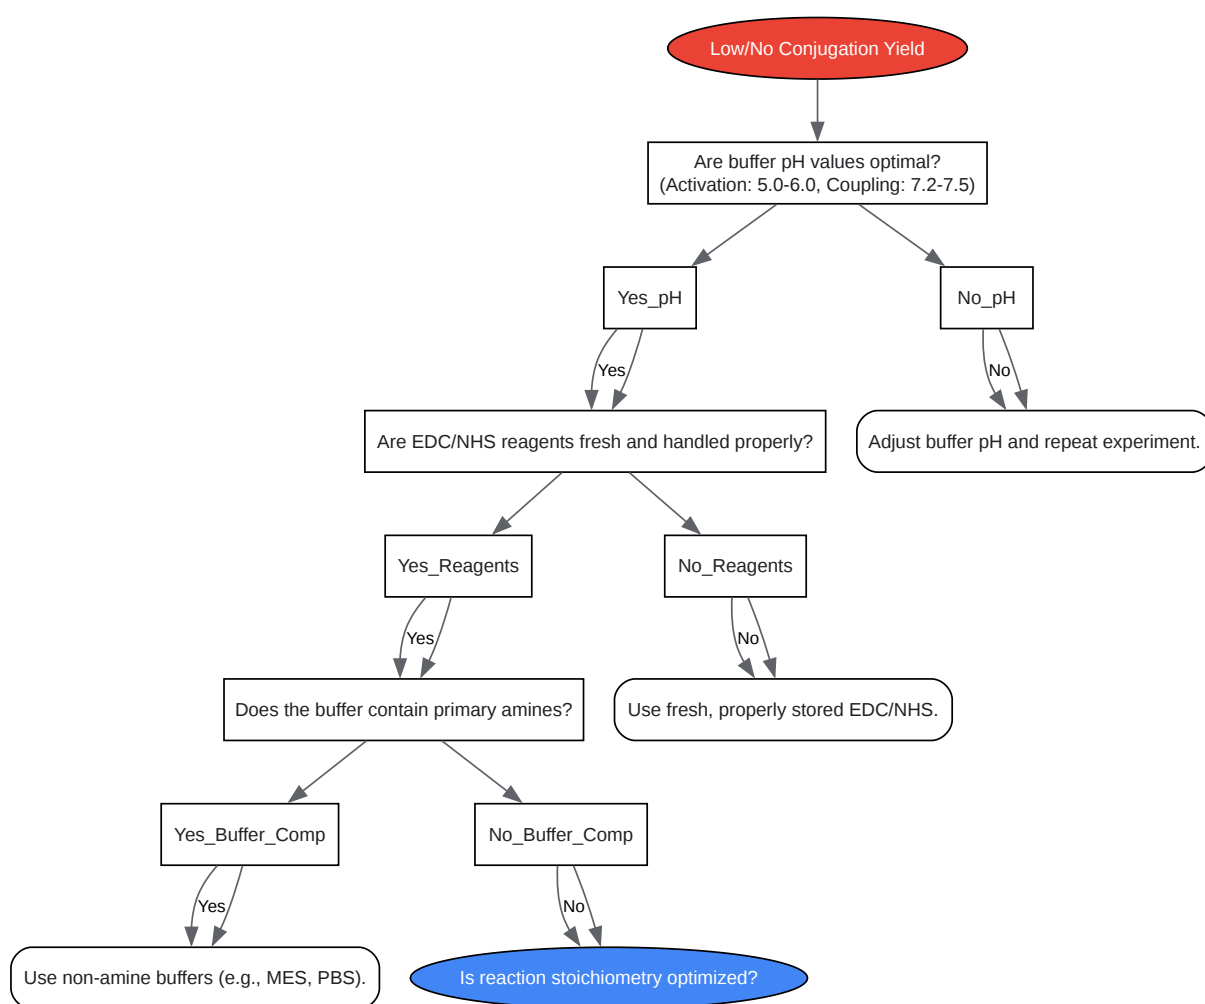 Low/No Conjugation Yield
Are buffer pH values optimal?
(Activation: 5.0-6.0, Coupling: 7.2-7.5)
Yes_pH
No_pH
Yes
No
Are EDC/NHS reagents fresh and handled properly?
Adjust buffer pH and repeat experiment.
Yes_Reagents
No_Reagents
Yes
No
Does the buffer contain primary amines?
Use fresh, properly stored EDC/NHS.
Yes_Buffer_Comp
No_Buffer_Comp
Yes
No
Use non-amine buffers (e.g., MES, PBS).
Is reaction stoichiometry optimized?